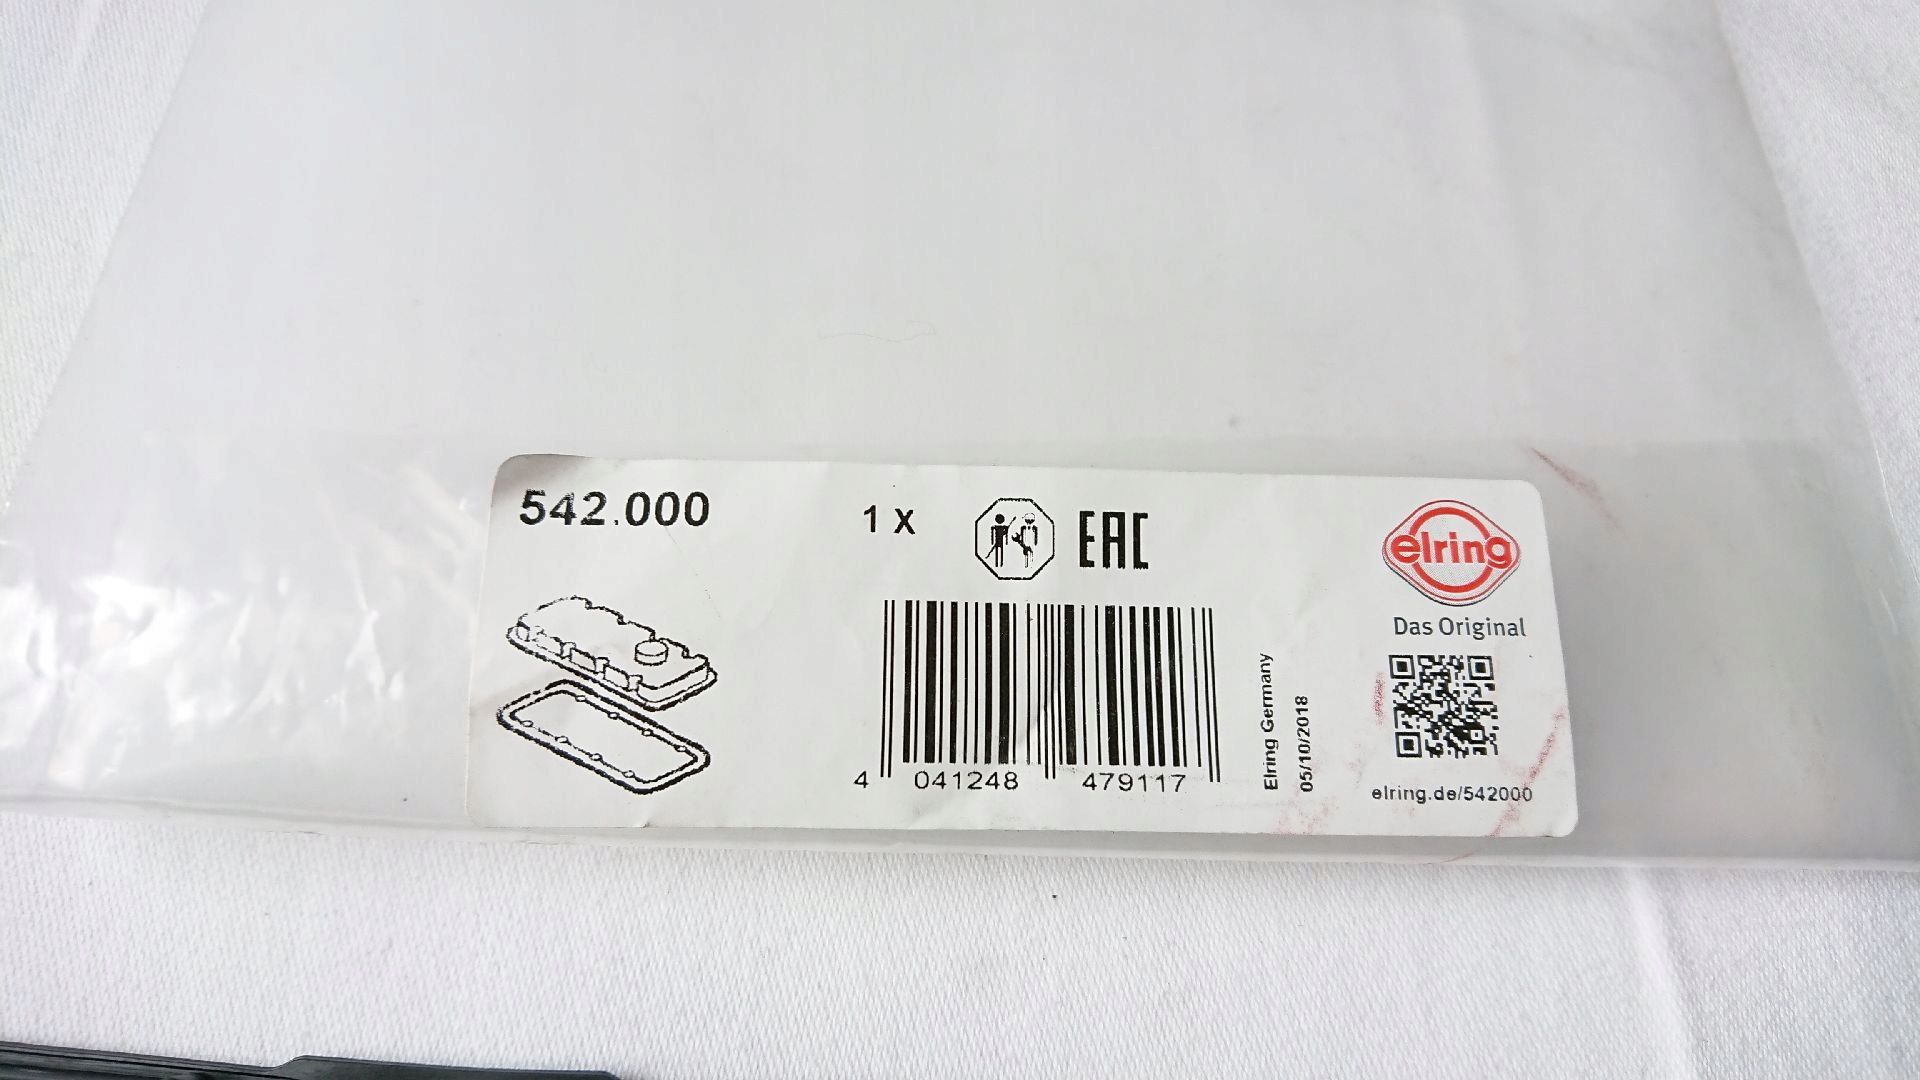 542.000
1 X
EAC
elring
Das Original
4 041248 479117
Elring Germany
05/10/2018
elring.de/542000